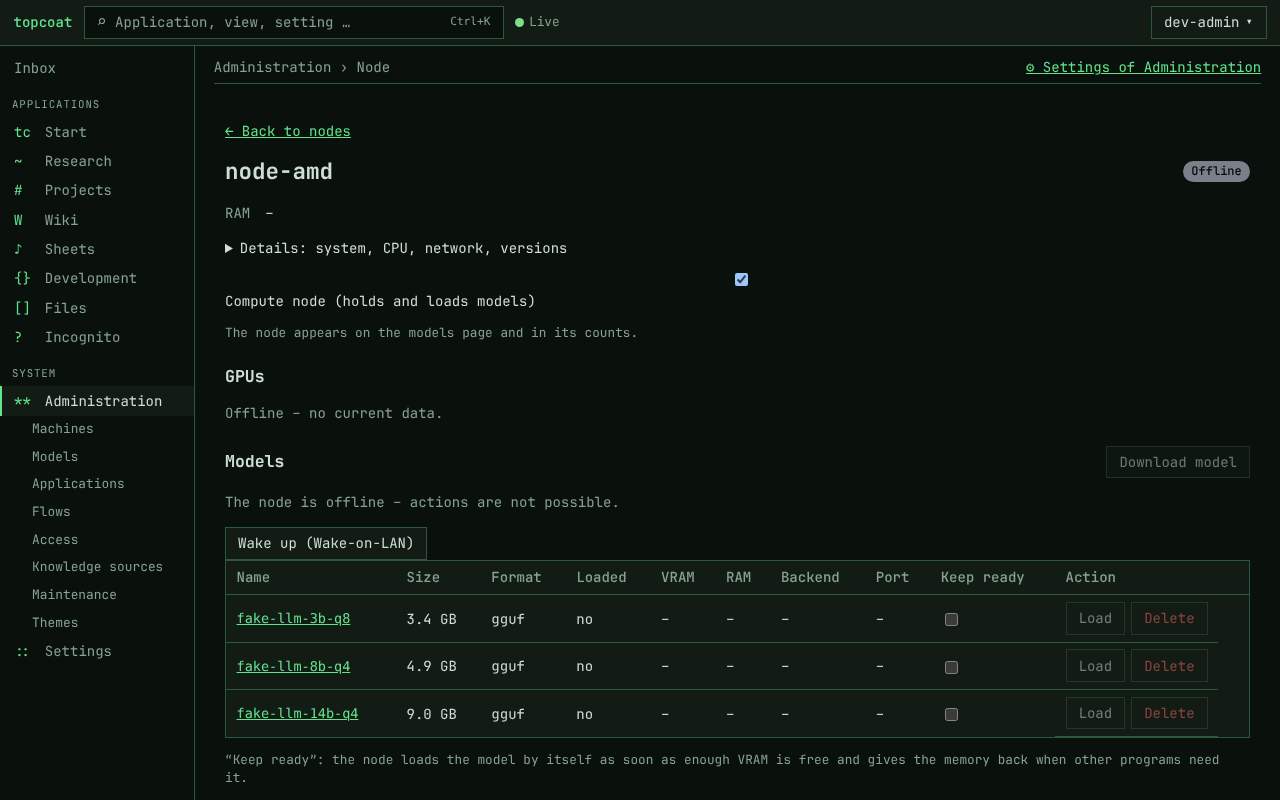 topcoat
Application, view, setting … Ctrl+K
Live
dev-admin ▾
Inbox
APPLICATIONS
tc Start
~ Research
# Projects
W Wiki
♪ Sheets
{} Development
[] Files
? Incognito
SYSTEM
** Administration
Machines
Models
Applications
Flows
Access
Knowledge sources
Maintenance
Themes
:: Settings
Administration › Node
⚙ Settings of Administration
← Back to nodes
node-amd
Offline
RAM –
▶ Details: system, CPU, network, versions
Compute node (holds and loads models)
The node appears on the models page and in its counts.
GPUs
Offline – no current data.
Models
Download model
The node is offline – actions are not possible.
Wake up (Wake-on-LAN)
Name Size Format Loaded VRAM RAM Backend Port Keep ready Action
fake-llm-3b-q8 3.4 GB gguf no – – – – Load Delete
fake-llm-8b-q4 4.9 GB gguf no – – – – Load Delete
fake-llm-14b-q4 9.0 GB gguf no – – – – Load Delete
“Keep ready”: the node loads the model by itself as soon as enough VRAM is free and gives the memory back when other programs need
it.